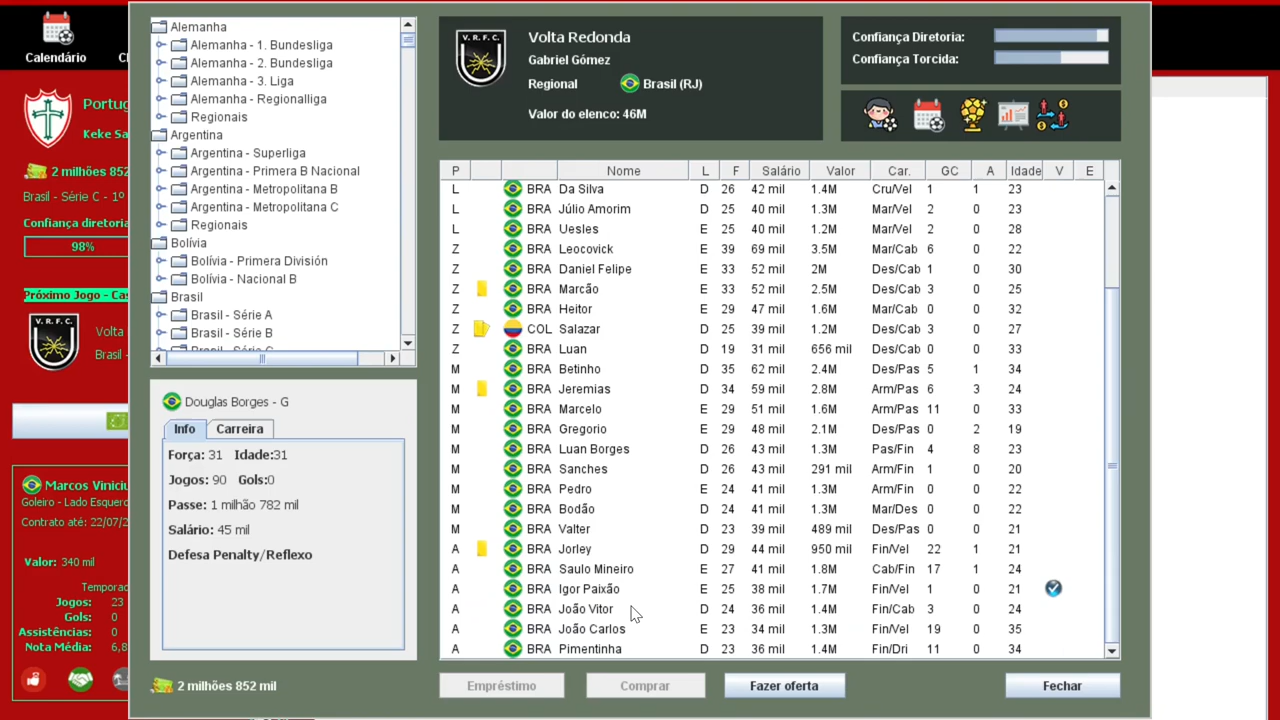 Calendário
Portug
Keke Sa
2 milhões 852
Brasil - Série C - 1º
Confiança diretoria
98%
Próximo Jogo - Cas
V. R. F. C.
Volta
Brasil -
Marcos Viniciu
Goleiro - Lado Esquero
Contrato até: 22/07/2
Valor: 340 mil
Temporac
Jogos: 23
Gols: 0
Assistências: 0
Nota Média: 6,8
Alemanha
Alemanha - 1. Bundesliga
Alemanha - 2. Bundesliga
Alemanha - 3. Liga
Alemanha - Regionalliga
Regionais
Argentina
Argentina - Superliga
Argentina - Primera B Nacional
Argentina - Metropolitana B
Argentina - Metropolitana C
Regionais
Bolívia
Bolívia - Primera División
Bolívia - Nacional B
Brasil
Brasil - Série A
Brasil - Série B
Brasil - Série C
Douglas Borges - G
Info Carreira
Força: 31 Idade:31
Jogos: 90 Gols:0
Passe: 1 milhão 782 mil
Salário: 45 mil
Defesa Penalty/Reflexo
2 milhões 852 mil
V. R. F. C.
Volta Redonda
Gabriel Gómez
Regional Brasil (RJ)
Valor do elenco: 46M
Confiança Diretoria:
Confiança Torcida:
P Nome L F Salário Valor Car. GC A Idade V E
L BRA Da Silva D 26 42 mil 1.4M Cru/Vel 1 1 23
L BRA Júlio Amorim D 25 40 mil 1.3M Mar/Vel 2 0 23
L BRA Uesles E 25 40 mil 1.2M Mar/Vel 2 0 28
Z BRA Leocovick E 39 69 mil 3.5M Mar/Cab 6 0 22
Z BRA Daniel Felipe E 33 52 mil 2M Des/Cab 1 0 30
Z BRA Marcão E 33 52 mil 2.5M Des/Cab 3 0 25
Z BRA Heitor E 29 47 mil 1.6M Mar/Cab 0 0 32
Z COL Salazar D 25 39 mil 1.2M Des/Cab 3 0 27
Z BRA Luan D 19 31 mil 656 mil Des/Cab 0 0 33
M BRA Betinho D 35 62 mil 2.4M Des/Pas 5 1 34
M BRA Jeremias D 34 59 mil 2.8M Arm/Pas 6 3 24
M BRA Marcelo E 29 51 mil 1.6M Arm/Pas 11 0 33
M BRA Gregorio E 29 48 mil 2.1M Des/Pas 0 2 19
M BRA Luan Borges D 26 43 mil 1.3M Pas/Fin 4 8 23
M BRA Sanches D 26 43 mil 291 mil Arm/Fin 1 0 20
M BRA Pedro E 24 41 mil 1.3M Arm/Fin 0 0 22
M BRA Bodão D 24 41 mil 1.3M Mar/Des 0 0 22
M BRA Valter D 23 39 mil 489 mil Des/Pas 0 0 21
A BRA Jorley D 29 44 mil 950 mil Fin/Vel 22 1 21
A BRA Saulo Mineiro E 27 41 mil 1.8M Cab/Fin 17 1 24
A BRA Igor Paixão E 25 38 mil 1.7M Fin/Vel 1 0 21
A BRA João Vitor D 24 36 mil 1.4M Fin/Cab 3 0 24
A BRA João Carlos E 23 34 mil 1.3M Fin/Vel 19 0 35
A BRA Pimentinha D 23 36 mil 1.4M Fin/Dri 11 0 34
Empréstimo Comprar Fazer oferta Fechar